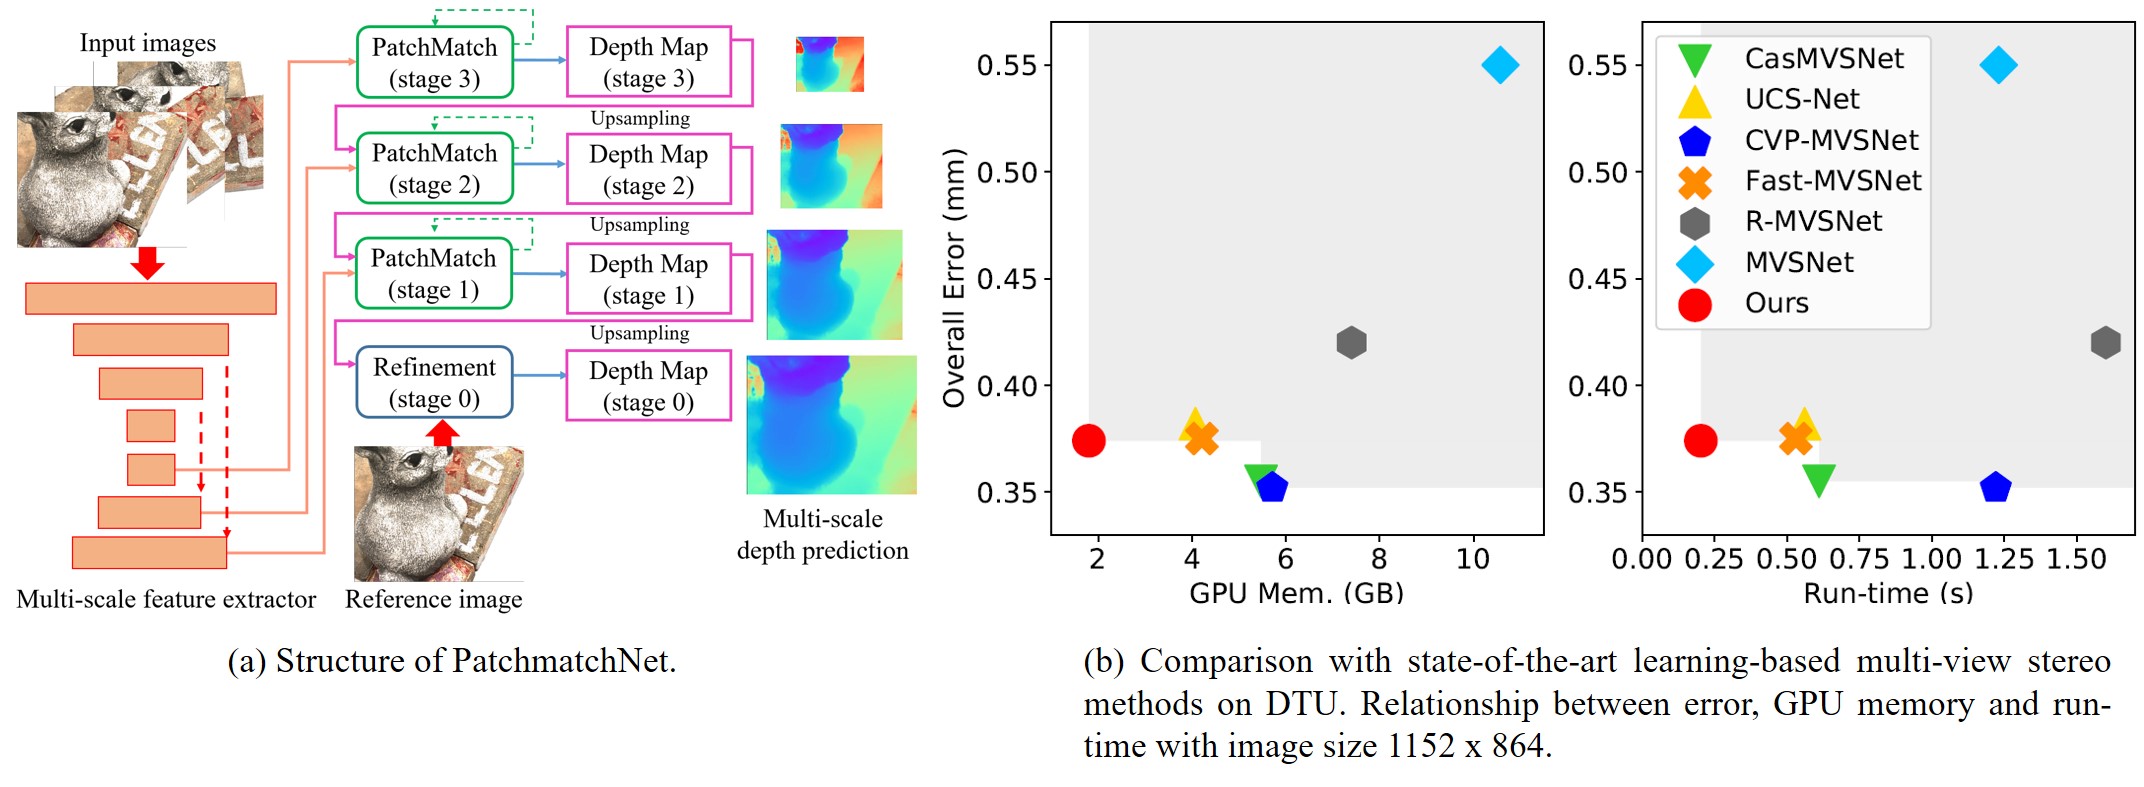 Input images
PatchMatch
(stage 3)
Depth Map
(stage 3)
Upsampling
PatchMatch
(stage 2)
Depth Map
(stage 2)
Upsampling
PatchMatch
(stage 1)
Depth Map
(stage 1)
Upsampling
Refinement
(stage 0)
Depth Map
(stage 0)
Multi-scale
depth prediction
Multi-scale feature extractor
Reference image
(a) Structure of PatchmatchNet.
Overall Error (mm)
0.55
0.50
0.45
0.40
0.35
2 4 6 8 10
GPU Mem. (GB)
0.55
0.50
0.45
0.40
0.35
CasMVSNet
UCS-Net
CVP-MVSNet
Fast-MVSNet
R-MVSNet
MVSNet
Ours
0.00 0.25 0.50 0.75 1.00 1.25 1.50
Run-time (s)
(b) Comparison with state-of-the-art learning-based multi-view stereo
methods on DTU. Relationship between error, GPU memory and run-
time with image size 1152 x 864.